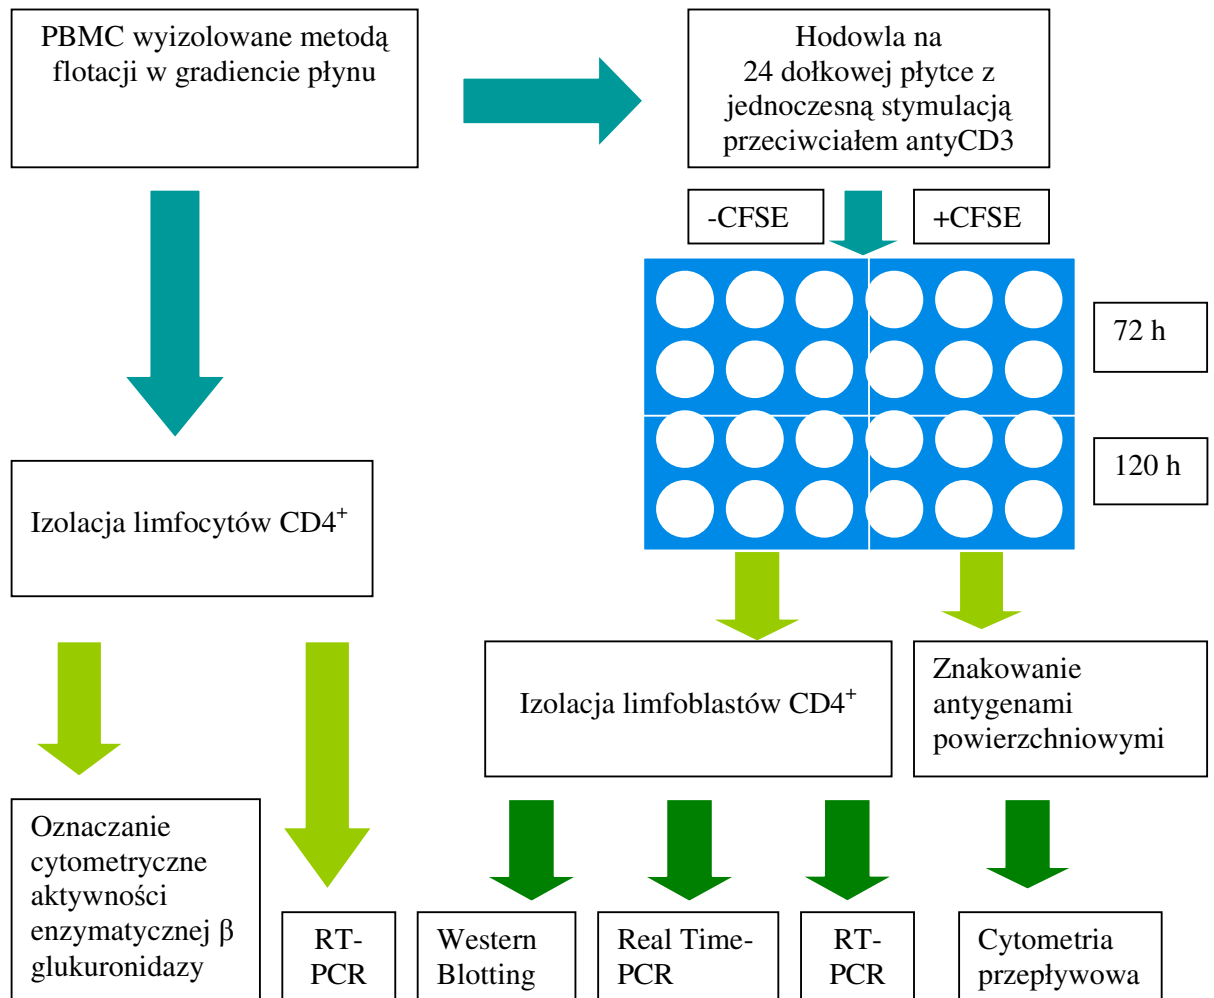 PBMC wyizolowane metodą
flotacji w gradiencie płynu
Hodowla na
24 dołkowej płytce z
jednoczesną stymulacją
przeciwciałem antyCD3
-CFSE
+CFSE
72 h
120 h
Izolacja limfocytów CD4⁺
Izolacja limfoblastów CD4⁺
Znakowanie
antygenami
powierzchniowymi
Oznaczanie
cytometryczne
aktywności
enzymatycznej β
glukuronidazy
RT-
PCR
Western
Blotting
Real Time-
PCR
RT-
PCR
Cytometria
przepływowa